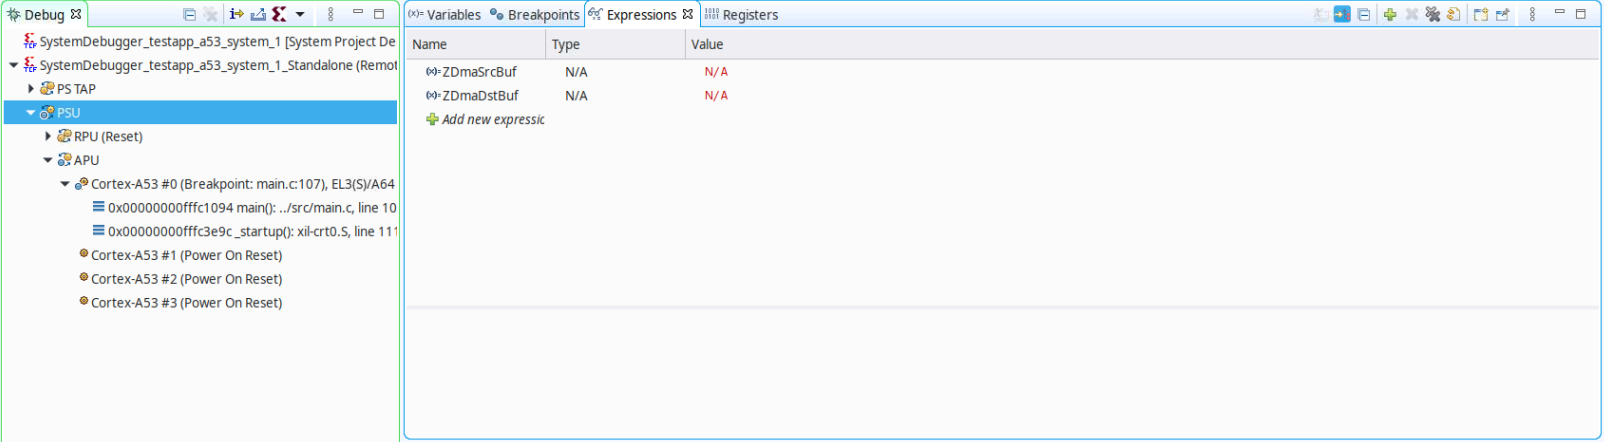 Debug
SystemDebugger_testapp_a53_system_1 [System Project De
SystemDebugger_testapp_a53_system_1_Standalone (Remot
PS TAP
PSU
RPU (Reset)
APU
Cortex-A53 #0 (Breakpoint: main.c:107), EL3(S)/A64
0x00000000fffc1094 main(): ../src/main.c, line 10
0x00000000fffc3e9c _startup(): xil-crt0.S, line 111
Cortex-A53 #1 (Power On Reset)
Cortex-A53 #2 (Power On Reset)
Cortex-A53 #3 (Power On Reset)
(x)= Variables Breakpoints Expressions Registers
Name Type Value
(x)= ZDmaSrcBuf N/A N/A
(x)= ZDmaDstBuf N/A N/A
Add new expressic